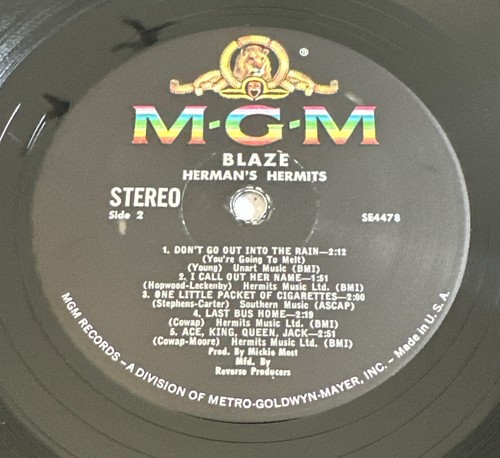 ®
M-G-M
BLAZE
HERMAN'S HERMITS
STEREO
Side 2
SE4478
1. DON'T GO OUT INTO THE RAIN—2:12
(You're Going To Melt)
(Young) Unart Music (BMI)
2. I CALL OUT HER NAME—1:51
(Hopwood-Leckenby) Hermits Music Ltd. (BMI)
3. ONE LITTLE PACKET OF CIGARETTES—2:00
(Stephens-Carter) Southern Music (ASCAP)
4. LAST BUS HOME—2:19
(Cowap) Hermits Music Ltd. (BMI)
5. ACE, KING, QUEEN, JACK—2:51
(Cowap-Moore) Hermits Music Ltd. (BMI)
Prod. By Mickie Most
Mfd. By
Reverse Producers
MGM RECORDS—A DIVISION OF METRO-GOLDWYN-MAYER, INC. – Made in U. S. A.